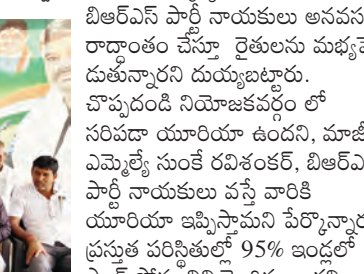 బిఆర్ఎస్ పార్టీ నాయకులు అనవస
రాద్ధాంతం చేస్తూ రైతులను మభ్యపె
డుతున్నారని దుయ్యబట్టారు.
చొప్పదండి నియోజకవర్గం లో
సరిపడా యూరియా ఉందని, మాజీ
ఎమ్మెల్యే సుంకే రవిశంకర్, బిఆర్ఎ
పార్టీ నాయకులు వస్తే వారికి
యూరియా ఇప్పిస్తామని పేర్కొన్నార
ప్రస్తుత పరిస్థితుల్లో 95% ఇండ్లలో